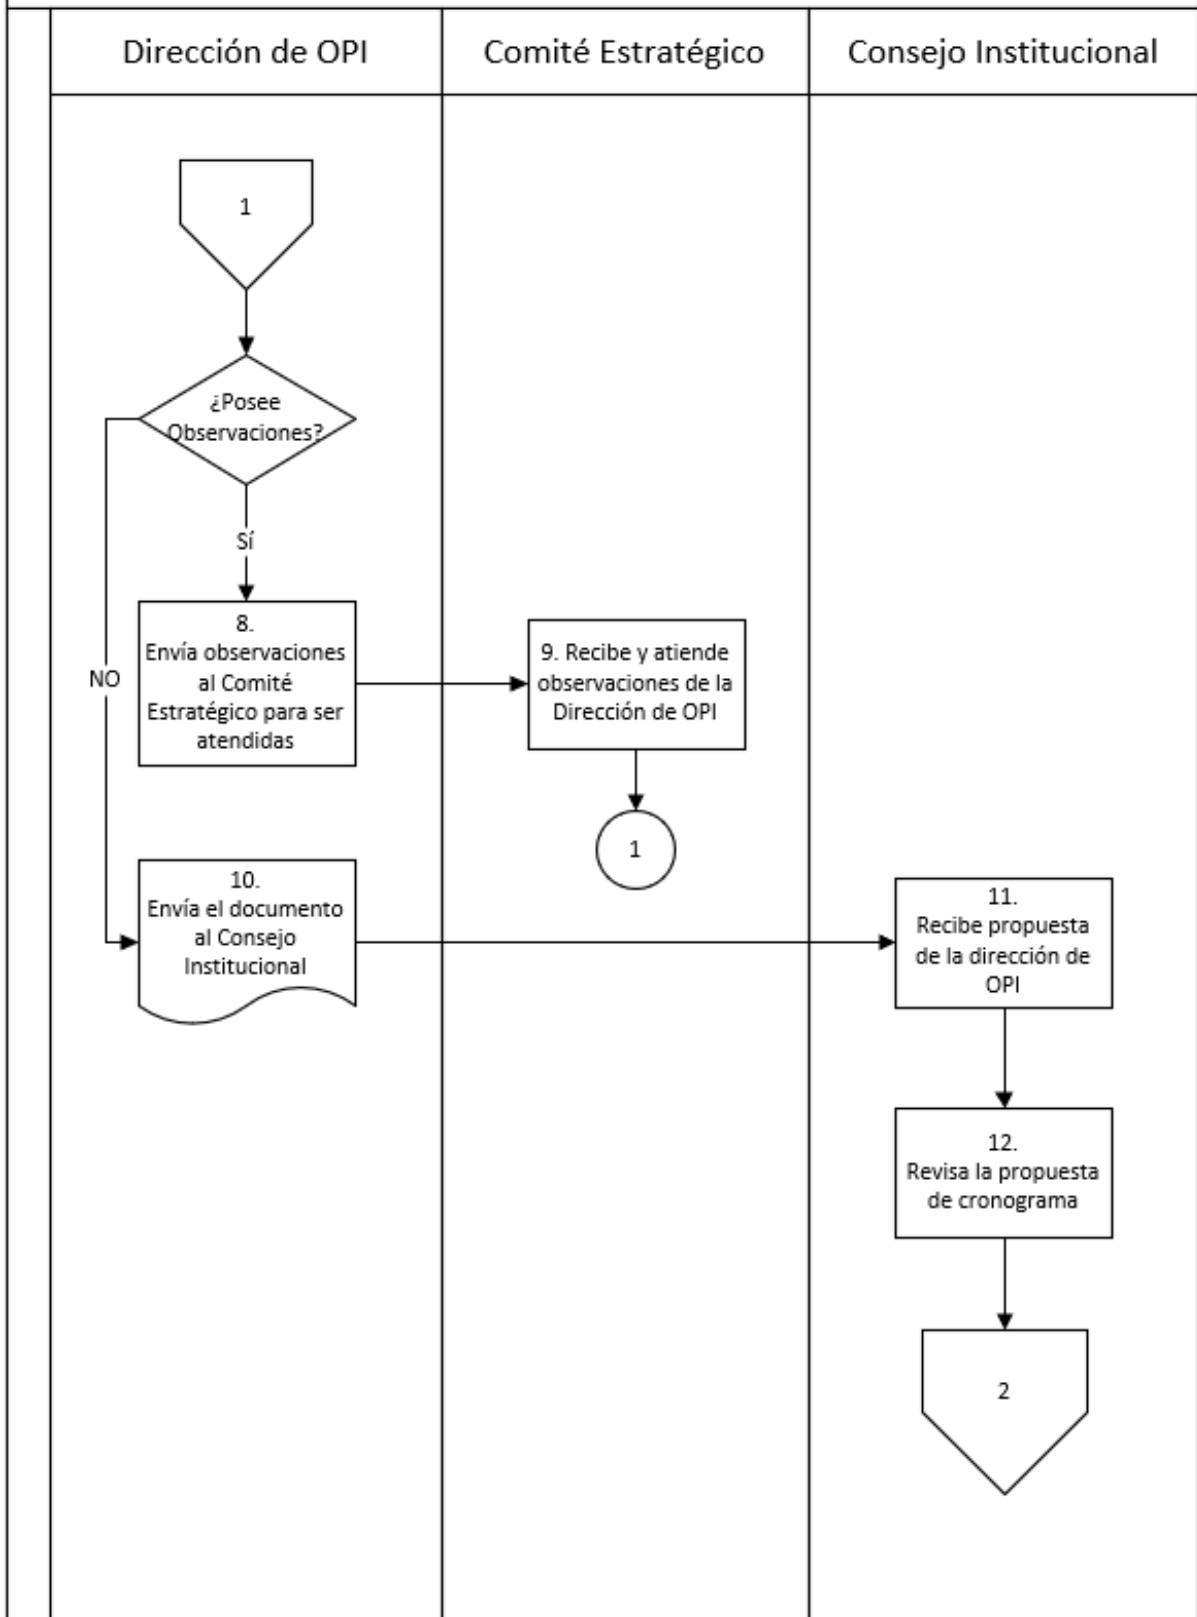 Dirección de OPI
Comité Estratégico
Consejo Institucional
1
¿Posee
Observaciones?
Sí
NO
8.
Envía observaciones
al Comité
Estratégico para ser
atendidas
9. Recibe y atiende
observaciones de la
Dirección de OPI
1
10.
Envía el documento
al Consejo
Institucional
11.
Recibe propuesta
de la dirección de
OPI
12.
Revisa la propuesta
de cronograma
2